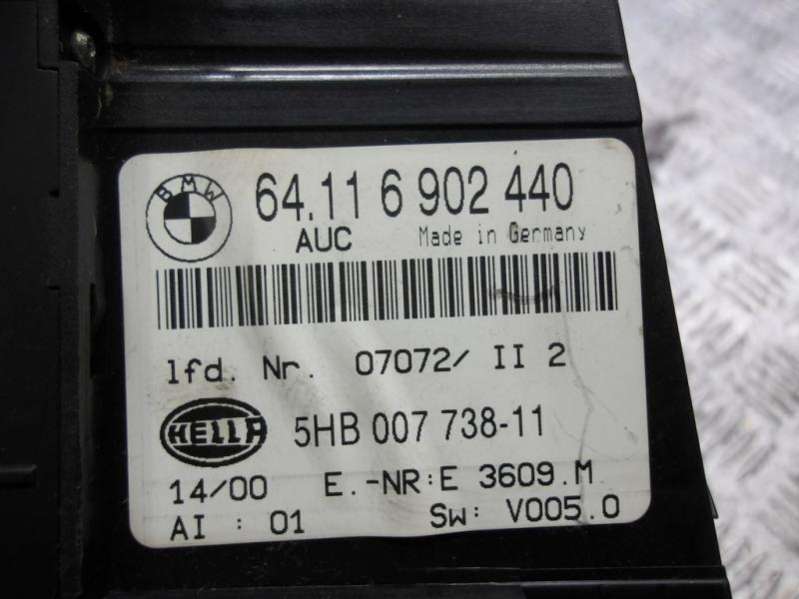 BMW
64.11 6 902 440
AUC Made in Germany
lfd. Nr. 07072/ II 2
HELLA 5HB 007 738-11
14/00 E.-NR:E 3609.M
AI : 01 SW: V005.0